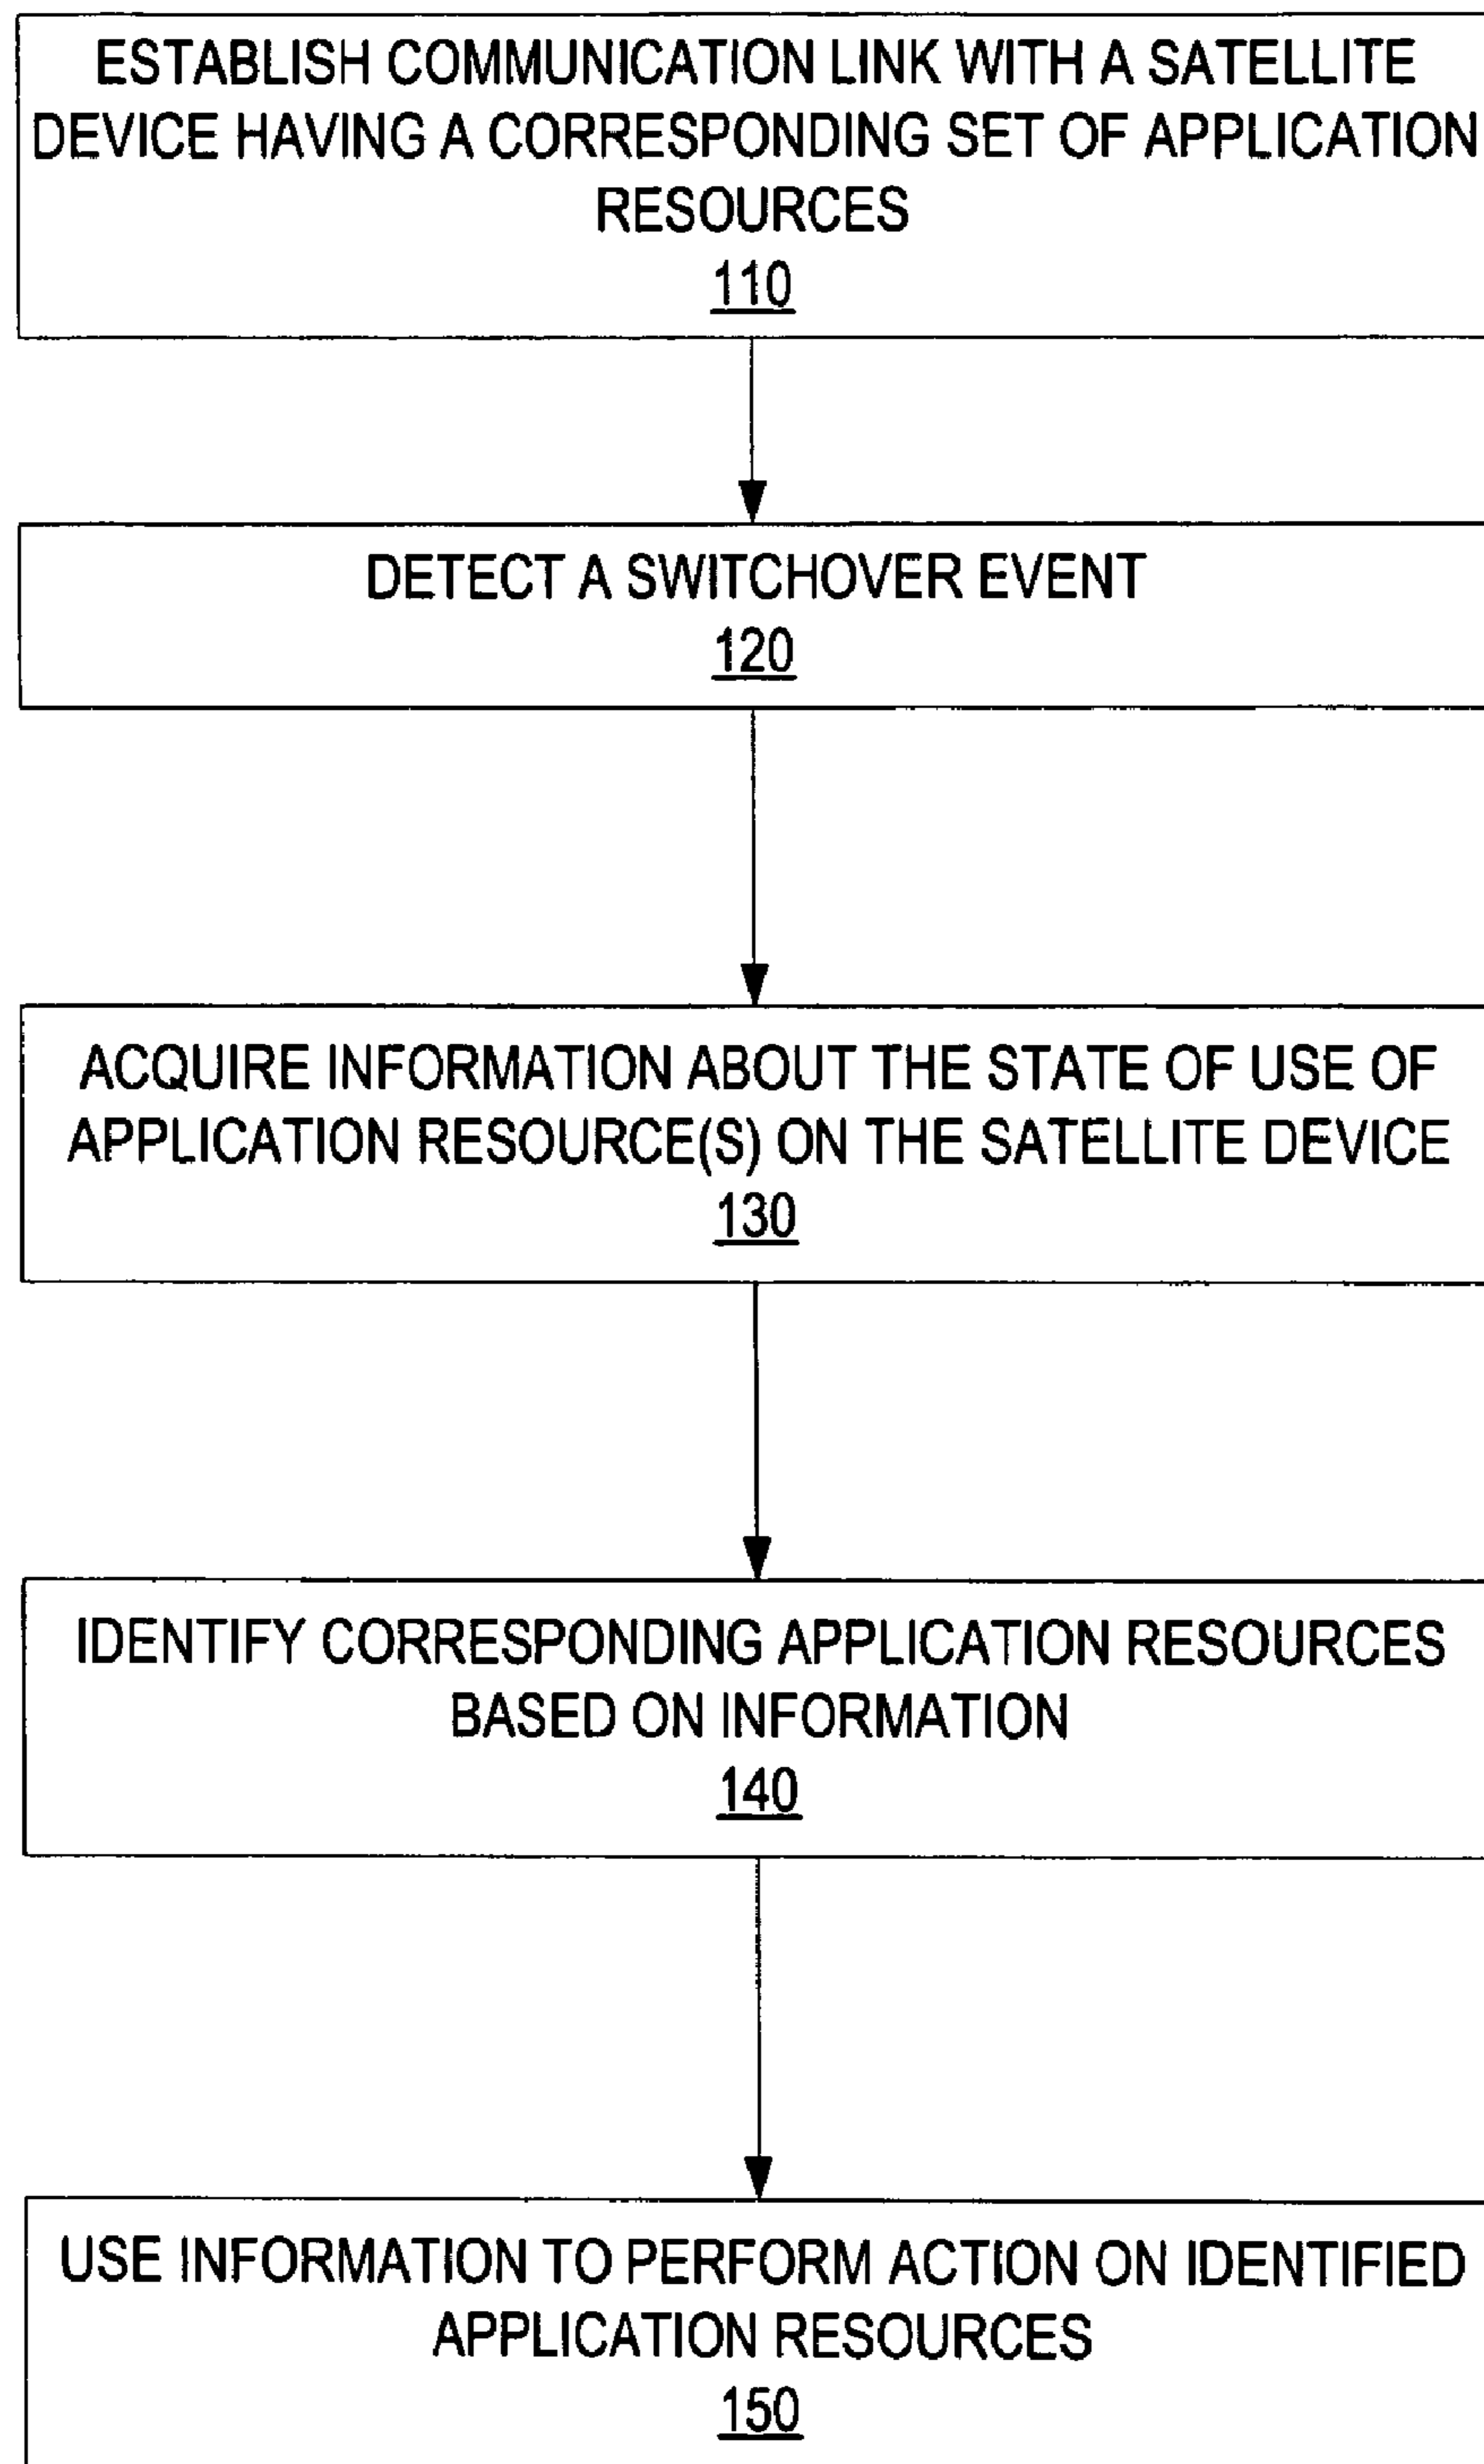 ESTABLISH COMMUNICATION LINK WITH A SATELLITE
DEVICE HAVING A CORRESPONDING SET OF APPLICATION
RESOURCES
110
DETECT A SWITCHOVER EVENT
120
ACQUIRE INFORMATION ABOUT THE STATE OF USE OF
APPLICATION RESOURCE(S) ON THE SATELLITE DEVICE
130
IDENTIFY CORRESPONDING APPLICATION RESOURCES
BASED ON INFORMATION
140
USE INFORMATION TO PERFORM ACTION ON IDENTIFIED
APPLICATION RESOURCES
150